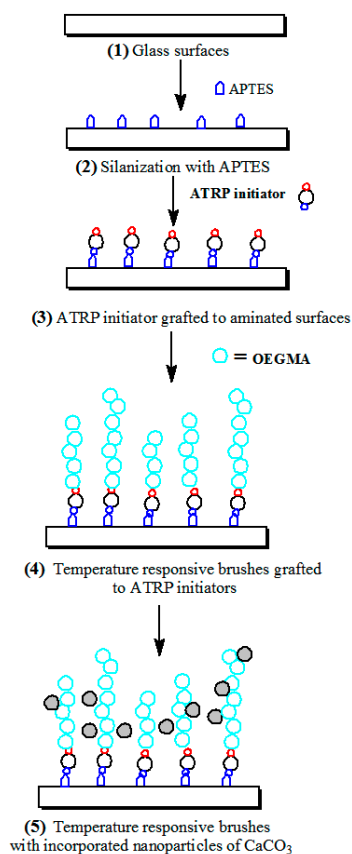 (1) Glass surfaces
APTES
(2) Silanization with APTES
ATRP initiator
(3) ATRP initiator grafted to aminated surfaces
= OEGMA
(4) Temperature responsive brushes grafted
to ATRP initiators
(5) Temperature responsive brushes
with incorporated nanoparticles of CaCO₃